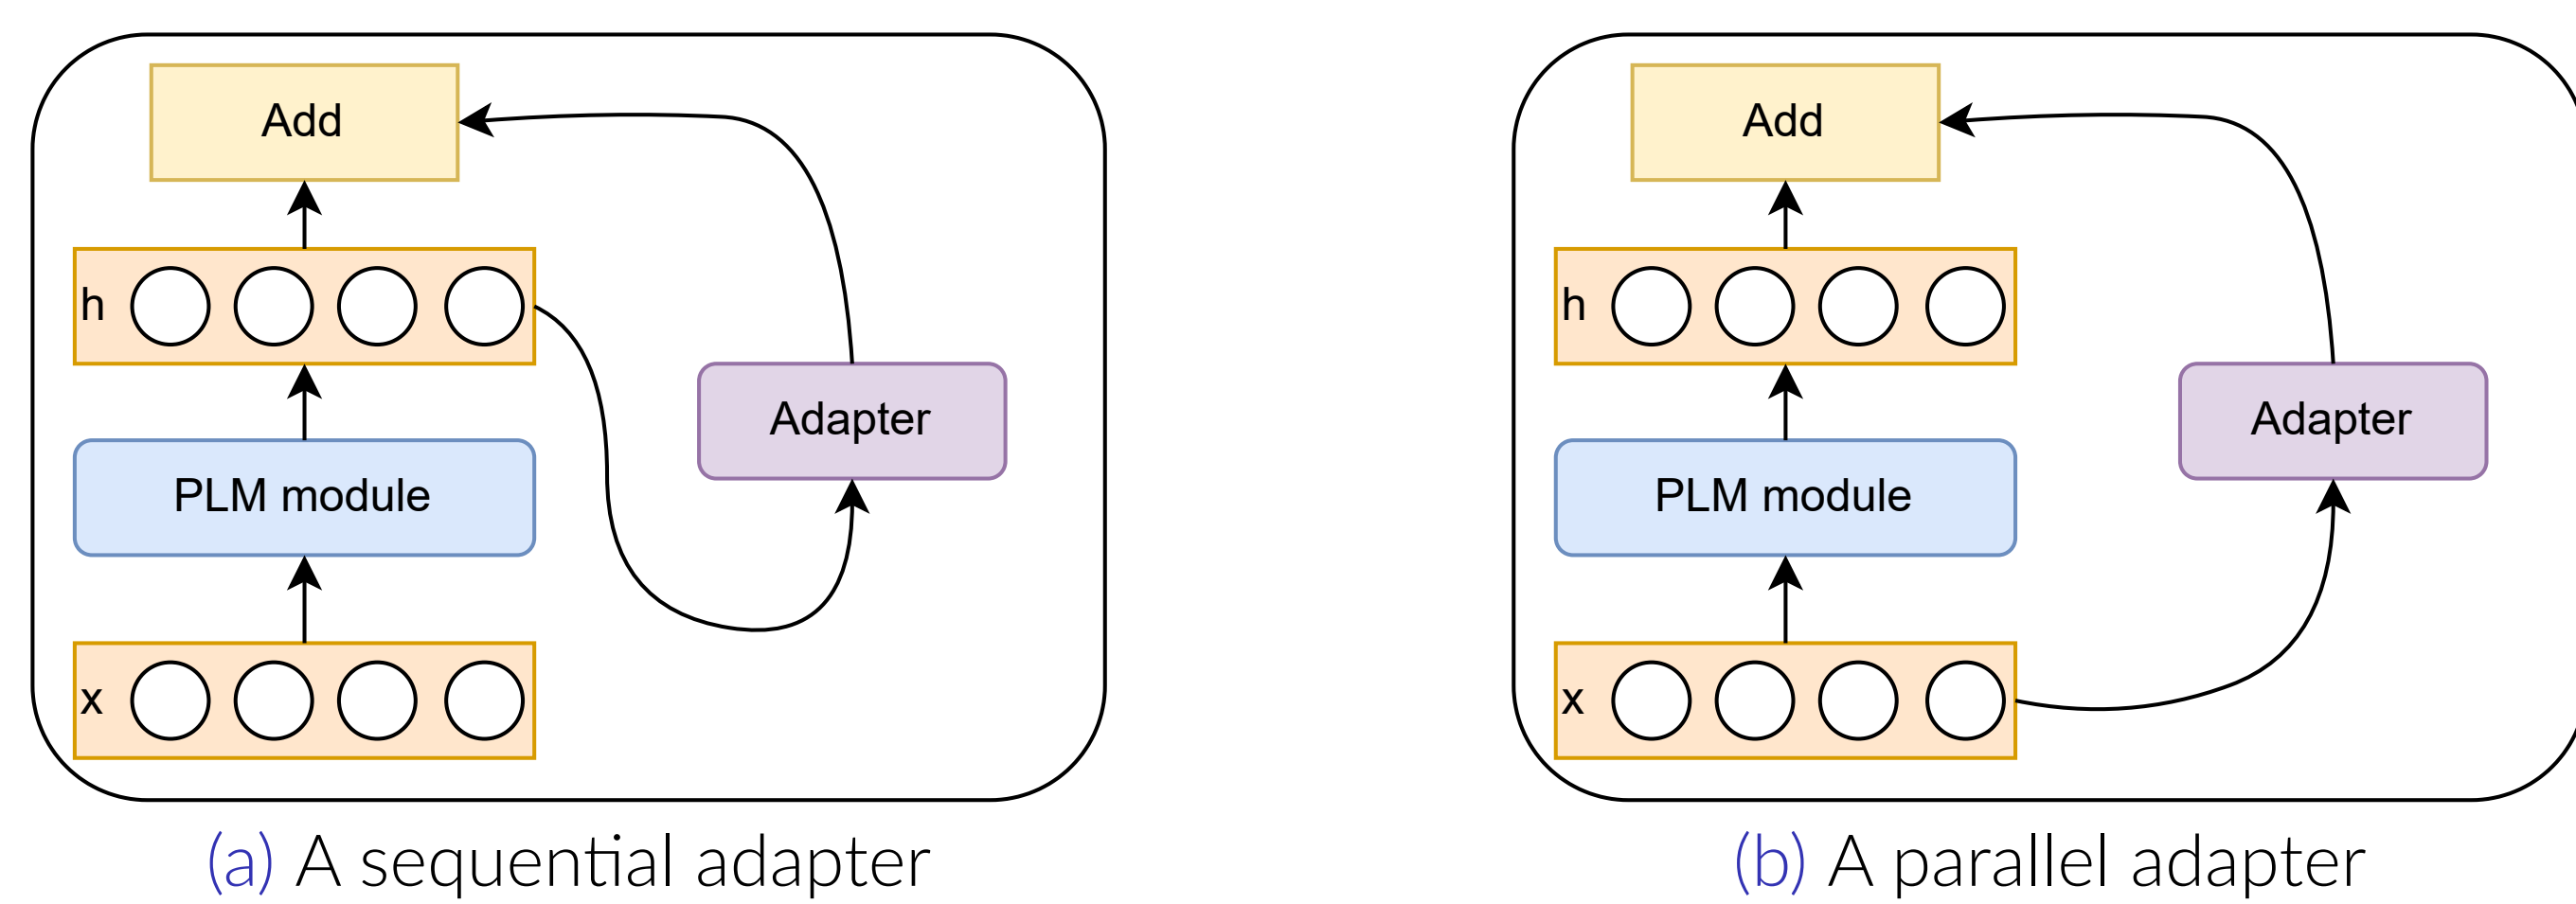 Add
h
Adapter
PLM module
x
(a) A sequential adapter
Add
h
Adapter
PLM module
x
(b) A parallel adapter